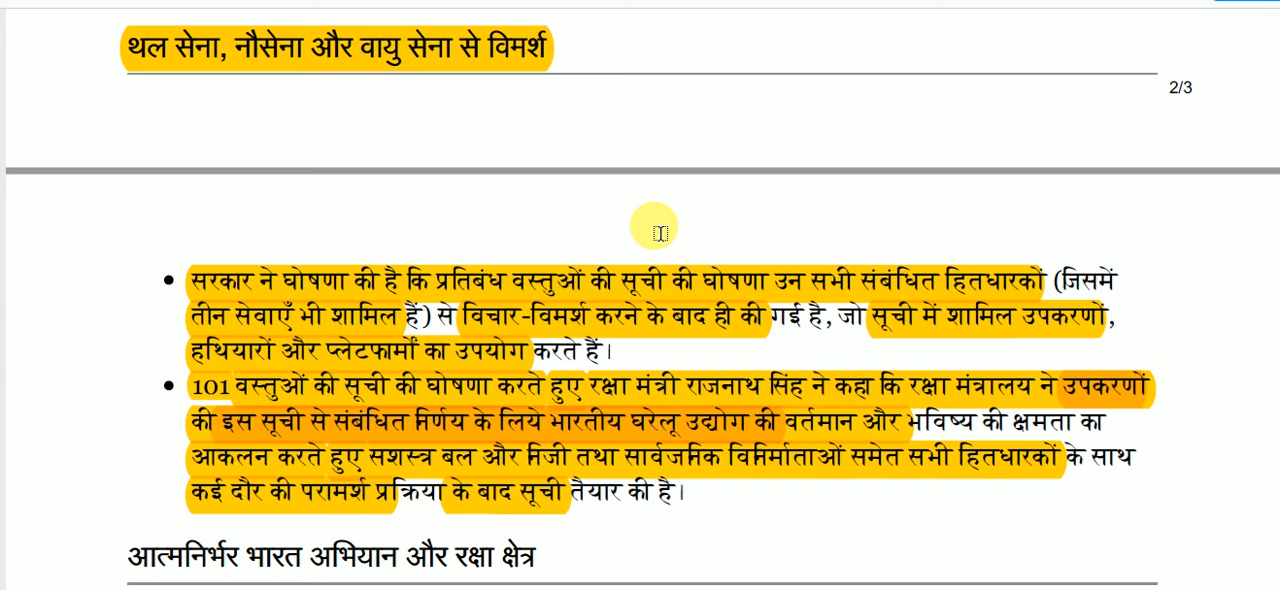 थल सेना, नौसेना और वायु सेना से विमर्श
2/3
सरकार ने घोषणा की है कि प्रतिबंध वस्तुओं की सूची की घोषणा उन सभी संबंधित हितधारकों (जिसमें
तीन सेवाएँ भी शामिल हैं) से विचार-विमर्श करने के बाद ही की गई है, जो सूची में शामिल उपकरणों,
हथियारों और प्लेटफार्मों का उपयोग करते हैं।
101 वस्तुओं की सूची की घोषणा करते हुए रक्षा मंत्री राजनाथ सिंह ने कहा कि रक्षा मंत्रालय ने उपकरणों
की इस सूची से संबंधित निर्णय के लिये भारतीय घरेलू उद्योग की वर्तमान और भविष्य की क्षमता का
आकलन करते हुए सशस्त्र बल और निजी तथा सार्वजनिक विनिर्माताओं समेत सभी हितधारकों के साथ
कई दौर की परामर्श प्रक्रिया के बाद सूची तैयार की है।
आत्मनिर्भर भारत अभियान और रक्षा क्षेत्र